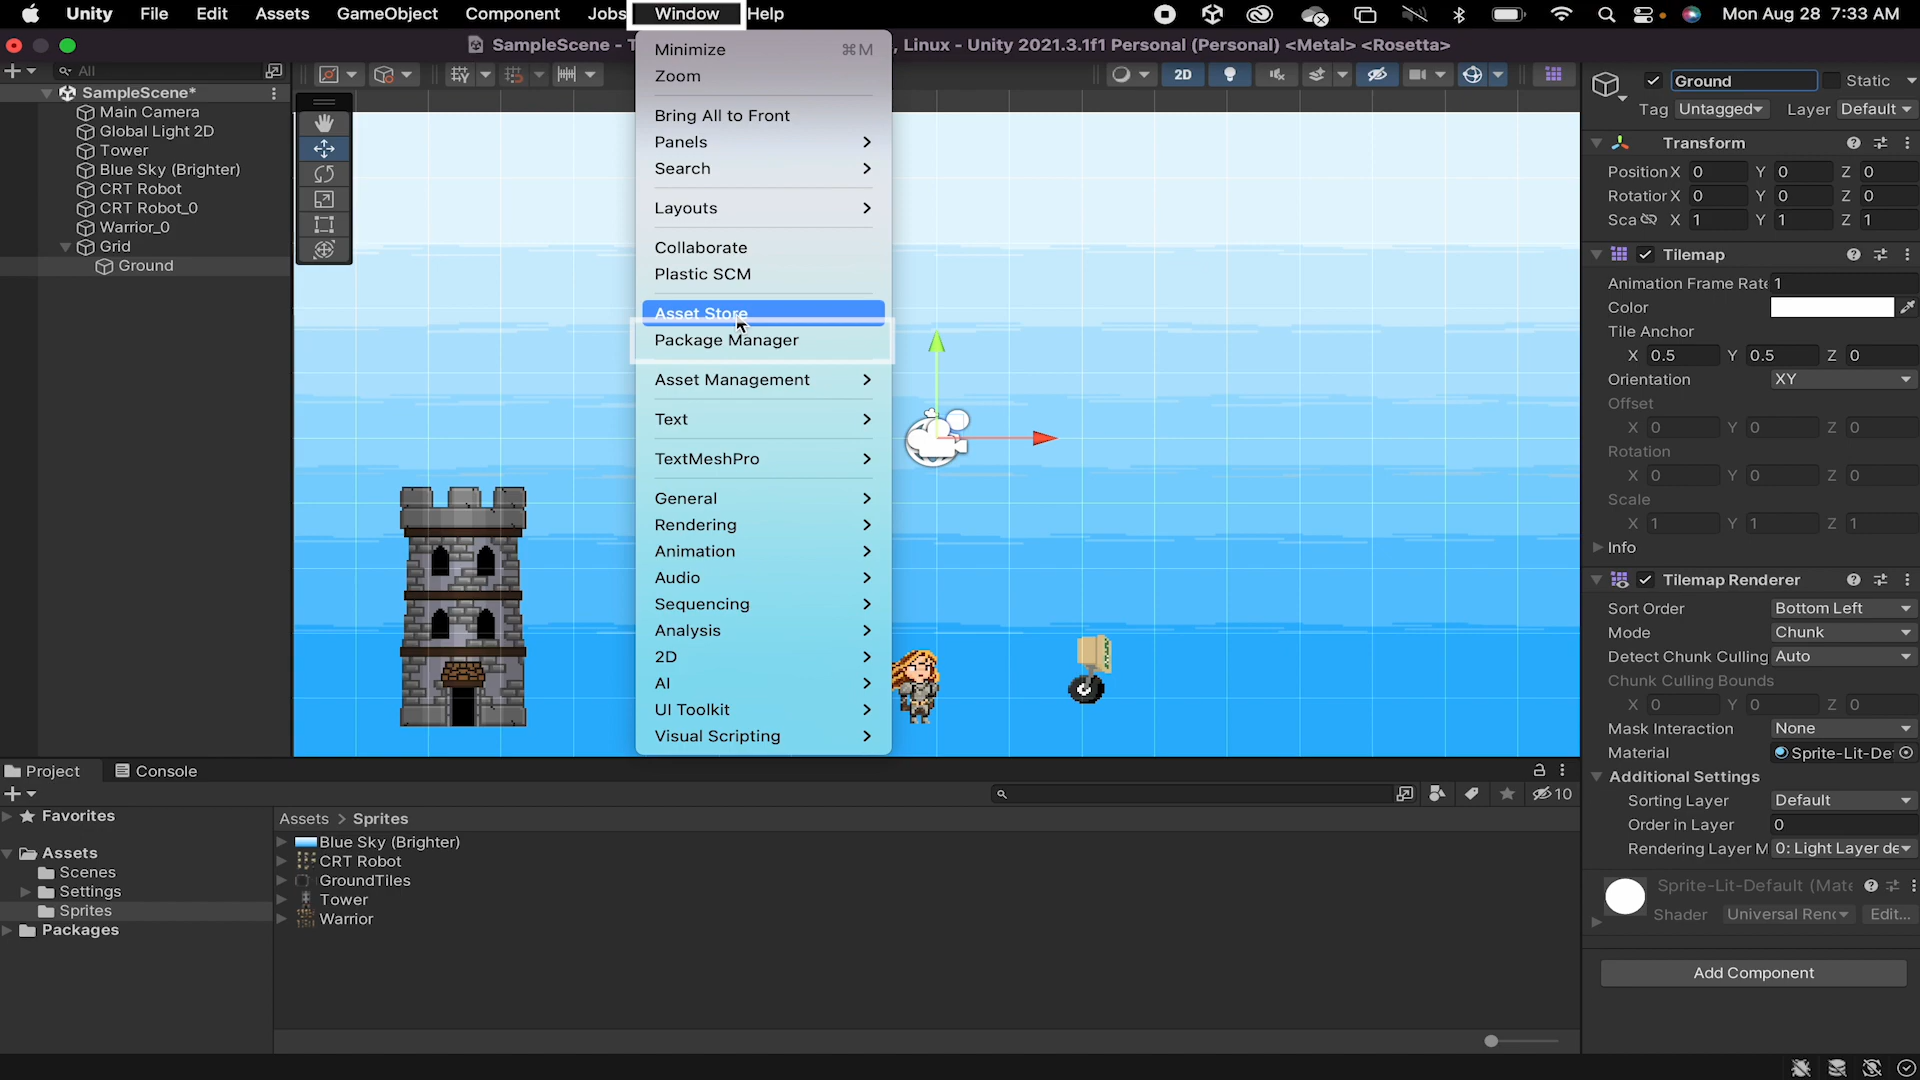 Unity File Edit Assets GameObject Component Jobs Window Help Mon Aug 28 7:33 AM
SampleScene - T , Linux - Unity 2021.3.1f1 Personal (Personal) <Metal> <Rosetta>
All
2D
SampleScene*
Main Camera
Global Light 2D
Tower
Blue Sky (Brighter)
CRT Robot
CRT Robot_0
Warrior_0
Grid
Ground
Minimize ⌘M
Zoom
Bring All to Front
Panels
Search
Layouts
Collaborate
Plastic SCM
Asset Store
Package Manager
Asset Management
Text
TextMeshPro
General
Rendering
Animation
Audio
Sequencing
Analysis
2D
AI
UI Toolkit
Visual Scripting
Ground Static
Tag Untagged Layer Default
Transform
Position X 0 Y 0 Z 0
Rotation X 0 Y 0 Z 0
Sca X 1 Y 1 Z 1
Tilemap
Animation Frame Rate 1
Color
Tile Anchor
X 0.5 Y 0.5 Z 0
Orientation XY
Offset
X 0 Y 0 Z 0
Rotation
X 0 Y 0 Z 0
Scale
X 1 Y 1 Z 1
Info
Tilemap Renderer
Sort Order Bottom Left
Mode Chunk
Detect Chunk Culling Auto
Chunk Culling Bounds
X 0 Y 0 Z 0
Mask Interaction None
Material Sprite-Lit-De
Additional Settings
Sorting Layer Default
Order in Layer 0
Rendering Layer M 0: Light Layer de
Sprite-Lit-Default (Mate
Shader Universal Ren Edit...
Add Component
Project Console
10
Favorites
Assets
Scenes
Settings
Sprites
Packages
Assets > Sprites
Blue Sky (Brighter)
CRT Robot
GroundTiles
Tower
Warrior